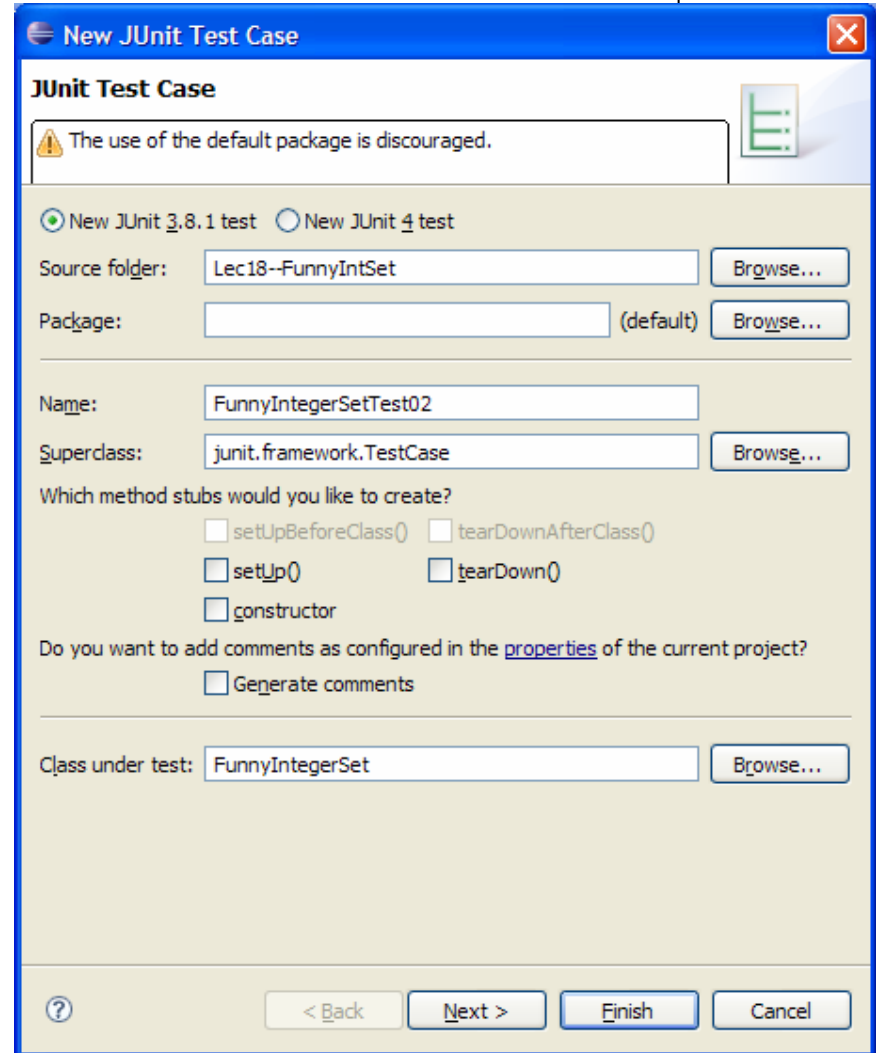 New JUnit Test Case
JUnit Test Case
The use of the default package is discouraged.
New JUnit 3.8.1 test New JUnit 4 test
Source folder: Lec18--FunnyIntSet Browse...
Package: (default) Browse...
Name: FunnyIntegerSetTest02
Superclass: junit.framework.TestCase Browse...
Which method stubs would you like to create?
setUpBeforeClass() tearDownAfterClass()
setUp() tearDown()
constructor
Do you want to add comments as configured in the properties of the current project?
Generate comments
Class under test: FunnyIntegerSet Browse...
? < Back Next > Finish Cancel